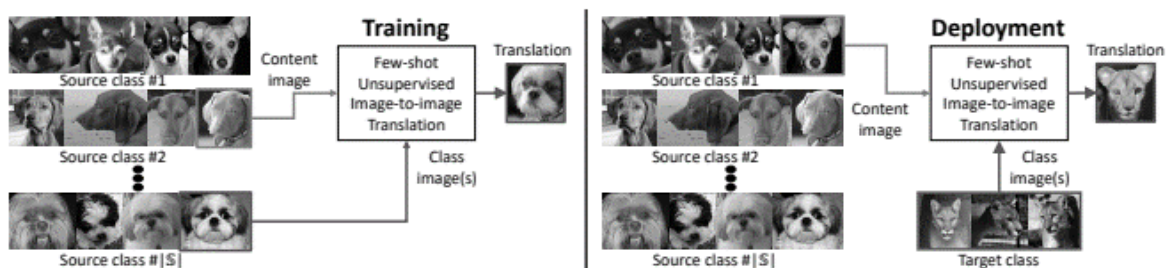 Training
Source class #1
Content
image
Few-shot
Unsupervised
Image-to-image
Translation
Translation
Source class #2
Class
image(s)
Source class #|𝕊|
Deployment
Source class #1
Content
image
Few-shot
Unsupervised
Image-to-image
Translation
Translation
Source class #2
Class
image(s)
Source class #|𝕊|
Target class